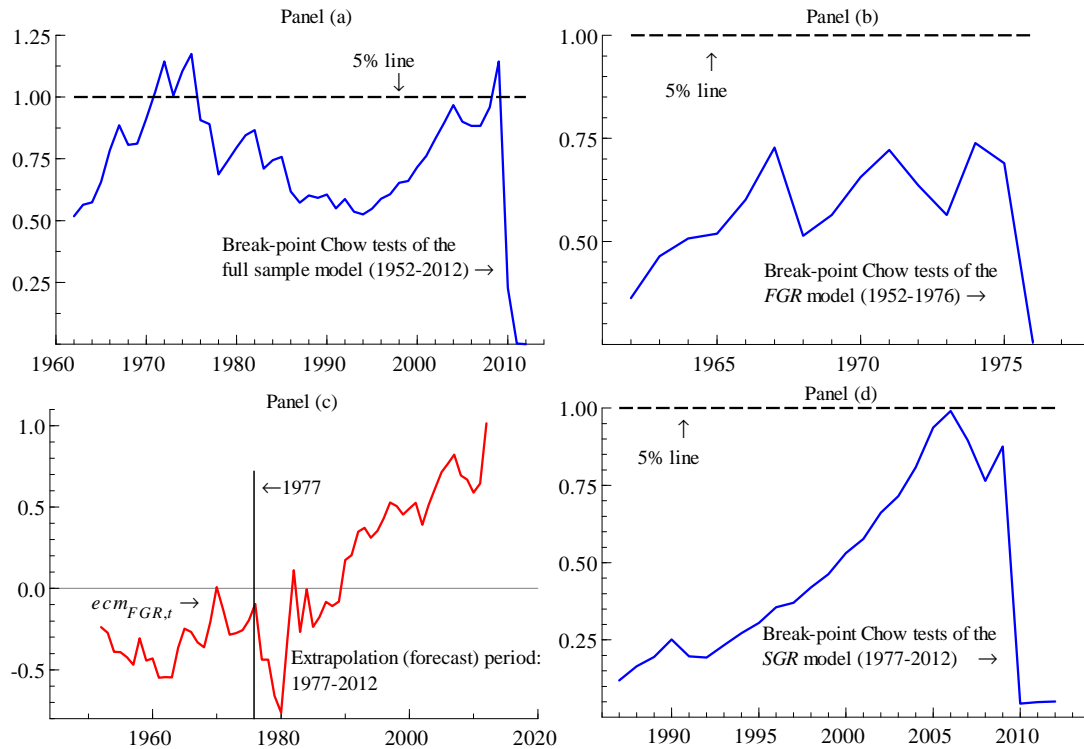 Panel (a)
1.25
1.00
0.75
0.50
0.25
5% line
↓
Break-point Chow tests of the
full sample model (1952-2012) →
1960 1970 1980 1990 2000 2010
Panel (b)
1.00
0.75
0.50
↑
5% line
Break-point Chow tests of the
FGR model (1952-1976) →
1965 1970 1975
Panel (c)
1.0
0.5
0.0
-0.5
←1977
ecm FGR,t →
Extrapolation (forecast) period:
1977-2012
1960 1980 2000 2020
Panel (d)
1.00
0.75
0.50
0.25
↑
5% line
Break-point Chow tests of the
SGR model (1977-2012) →
1990 1995 2000 2005 2010